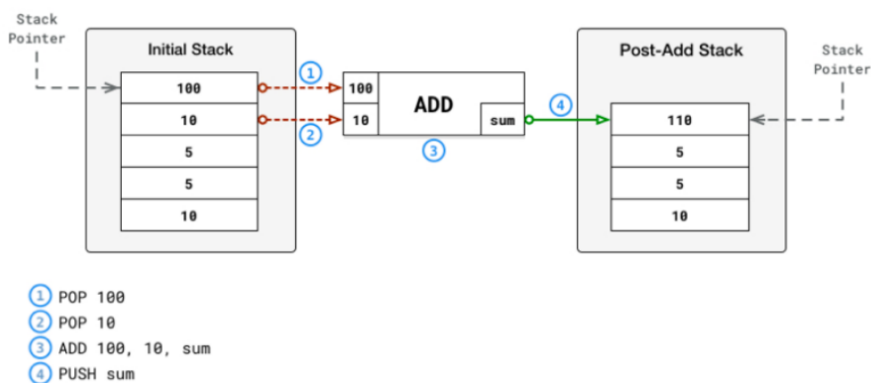 Stack
Pointer
Initial Stack
100
10
5
5
10
1
2
100
10
ADD
sum
3
4
Post-Add Stack
110
5
5
10
Stack
Pointer
1 POP 100
2 POP 10
3 ADD 100, 10, sum
4 PUSH sum